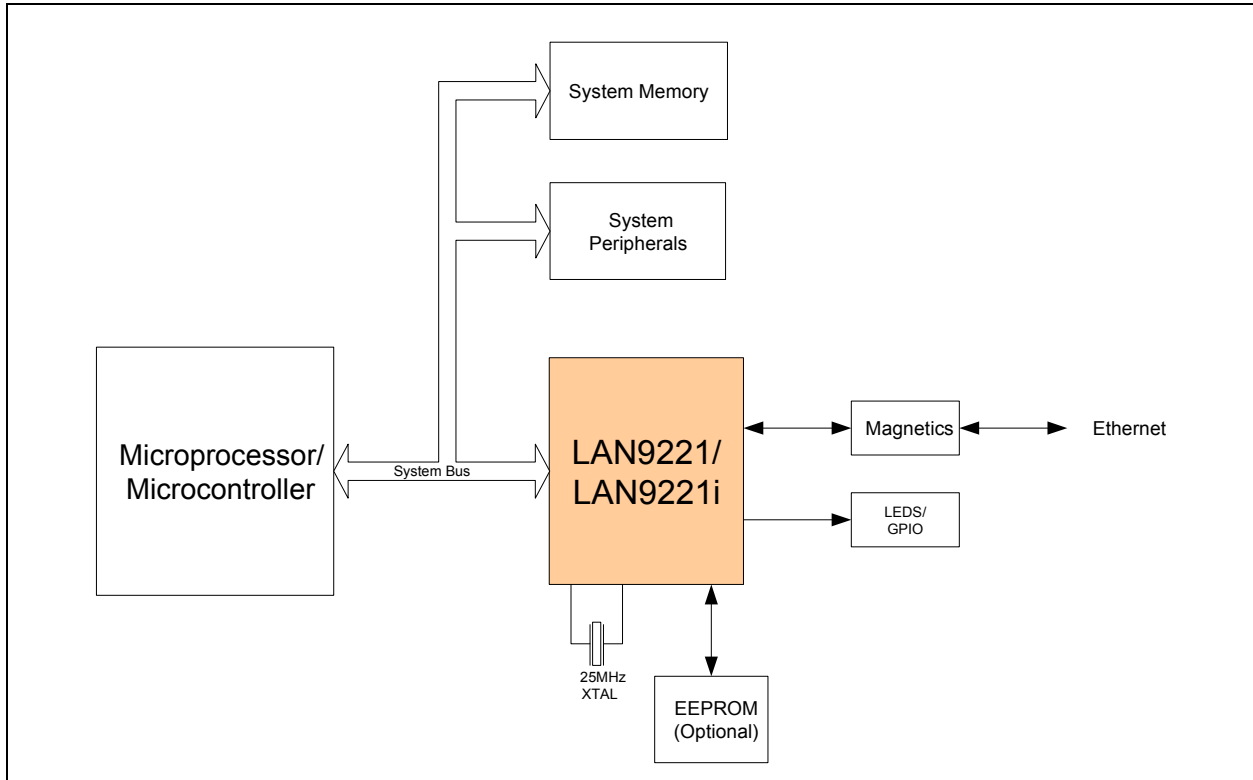 System Memory
System
Peripherals
Microprocessor/
Microcontroller
System Bus
LAN9221/
LAN9221i
Magnetics
Ethernet
LEDS/
GPIO
25MHz
XTAL
EEPROM
(Optional)